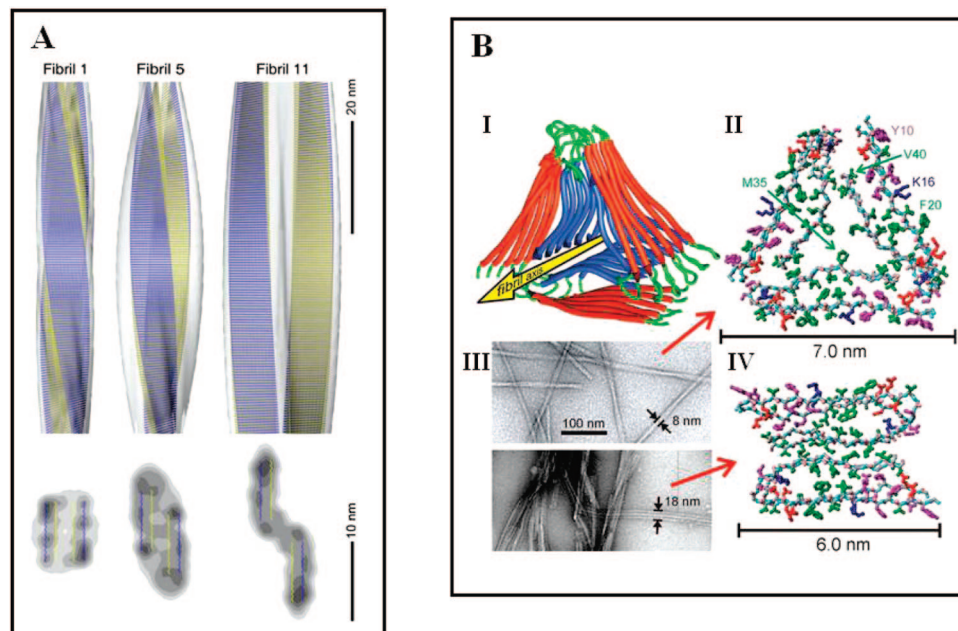 A
Fibril 1
Fibril 5
Fibril 11
20 nm
10 nm
B
I
fibril axis
II
Y10
V40
K16
F20
M35
7.0 nm
III
100 nm
8 nm
18 nm
IV
6.0 nm